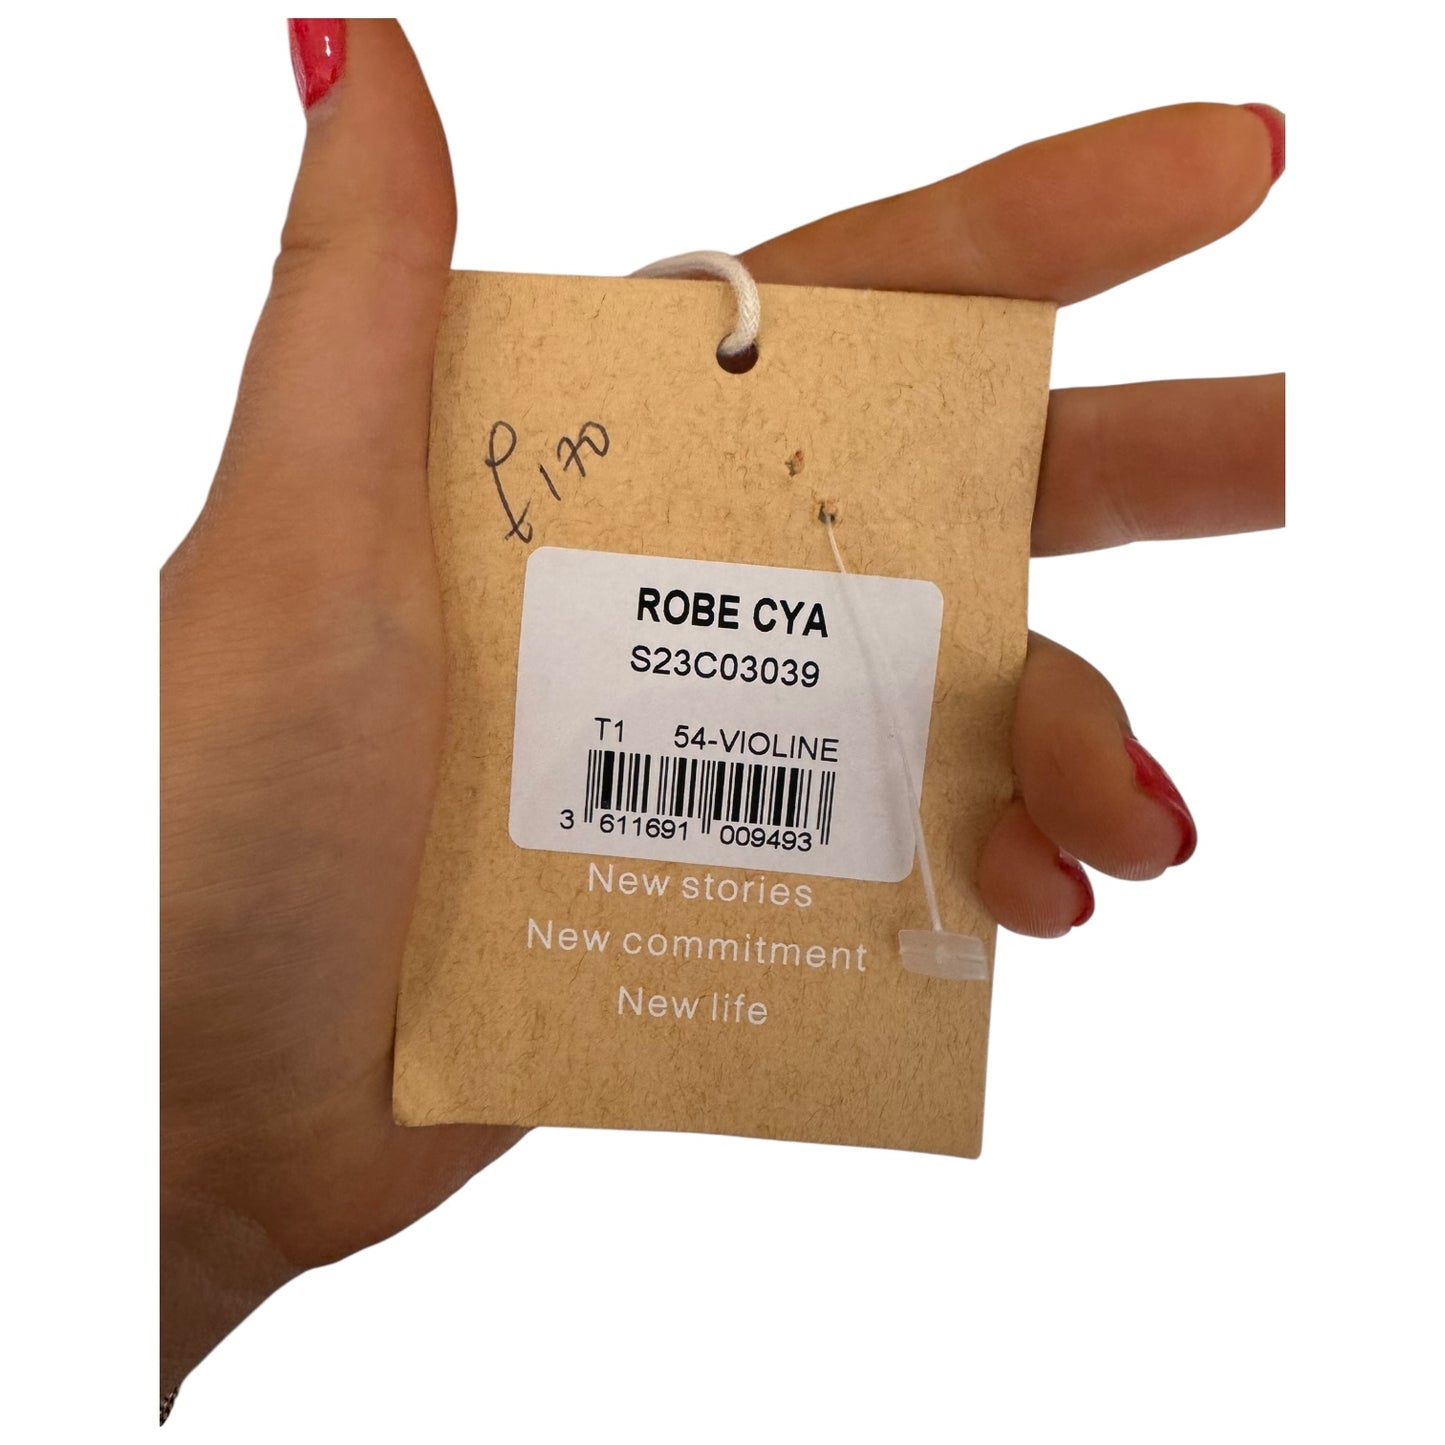 £170
ROBE CYA
S23C03039
T1 54-VIOLINE
3 611691 009493
New stories
New commitment
New life